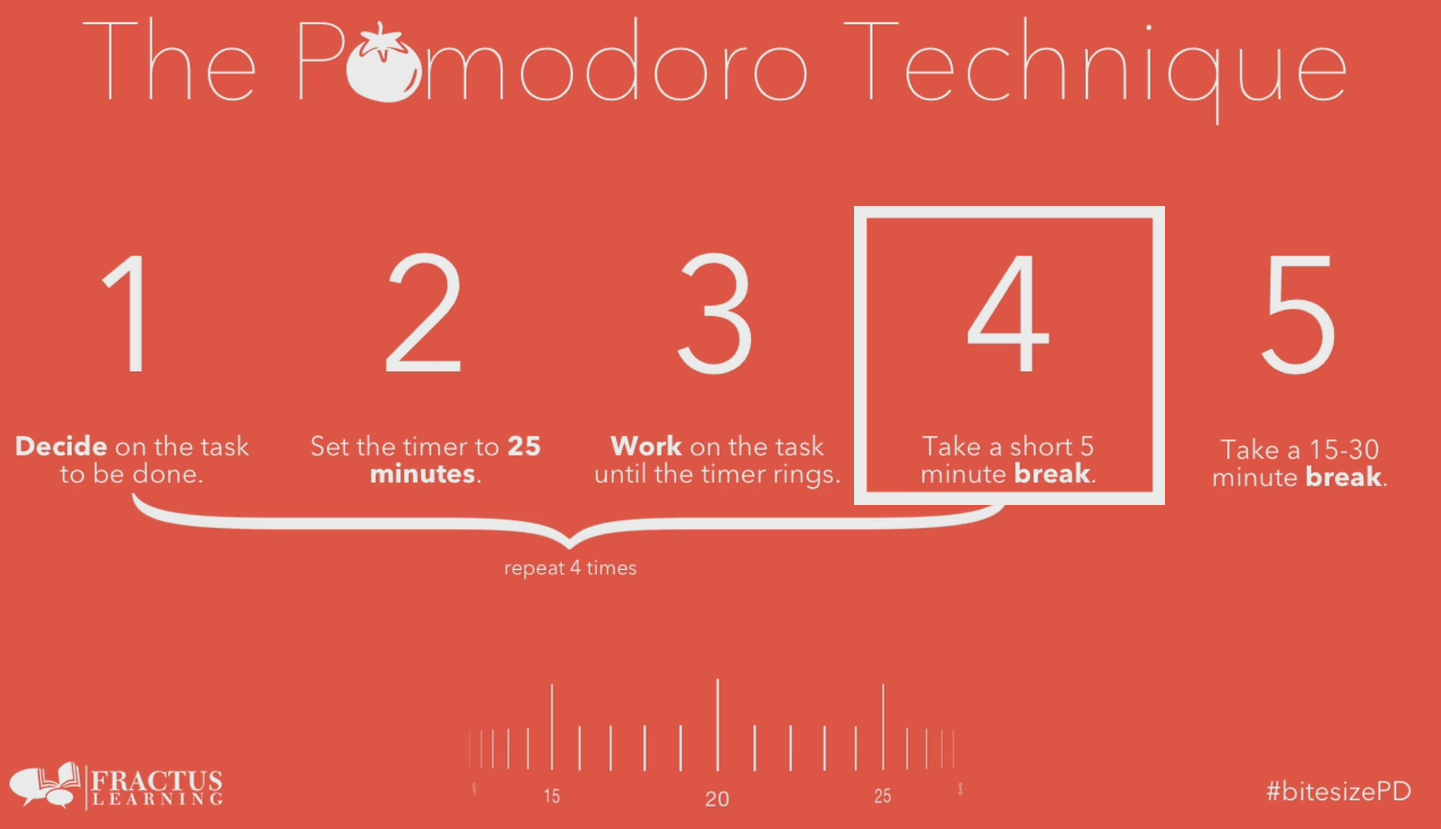 The Pomodoro Technique
1
2
3
4
5
Decide on the task
to be done.
Set the timer to 25
minutes.
Work on the task
until the timer rings.
Take a short 5
minute break.
Take a 15-30
minute break.
repeat 4 times
15
20
25
FRACTUS
LEARNING
#bitesizePD